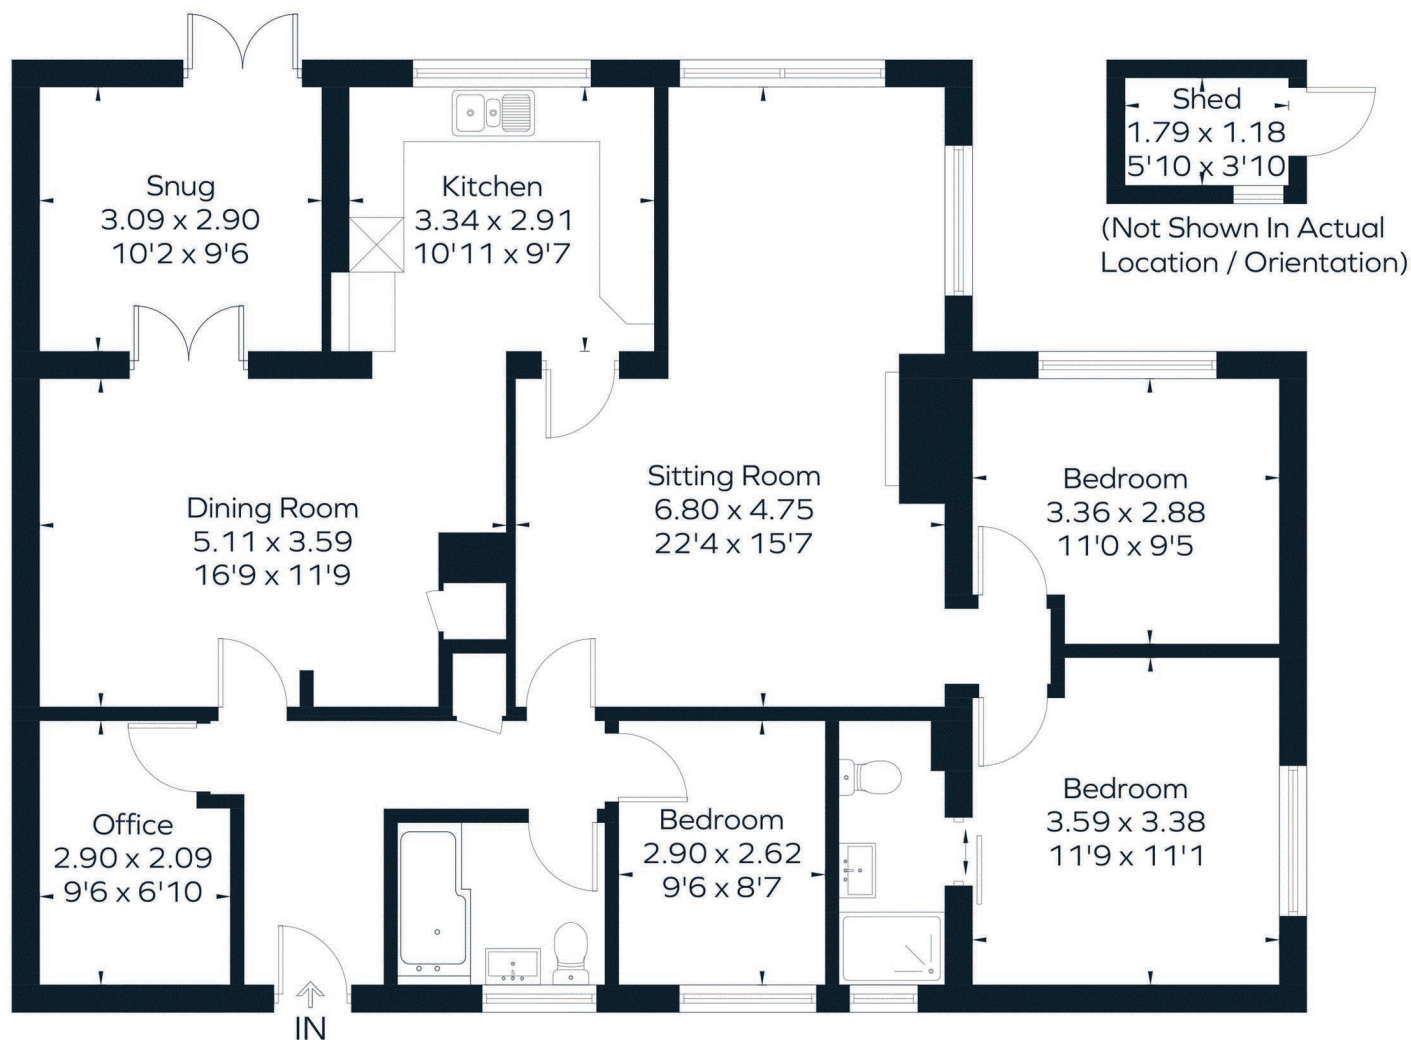 Snug
3.09 x 2.90
10'2 x 9'6
Kitchen
3.34 x 2.91
10'11 x 9'7
Shed
1.79 x 1.18
5'10 x 3'10
(Not Shown In Actual
Location / Orientation)
Dining Room
5.11 x 3.59
16'9 x 11'9
Sitting Room
6.80 x 4.75
22'4 x 15'7
Bedroom
3.36 x 2.88
11'0 x 9'5
Office
2.90 x 2.09
9'6 x 6'10
Bedroom
2.90 x 2.62
9'6 x 8'7
Bedroom
3.59 x 3.38
11'9 x 11'1
IN